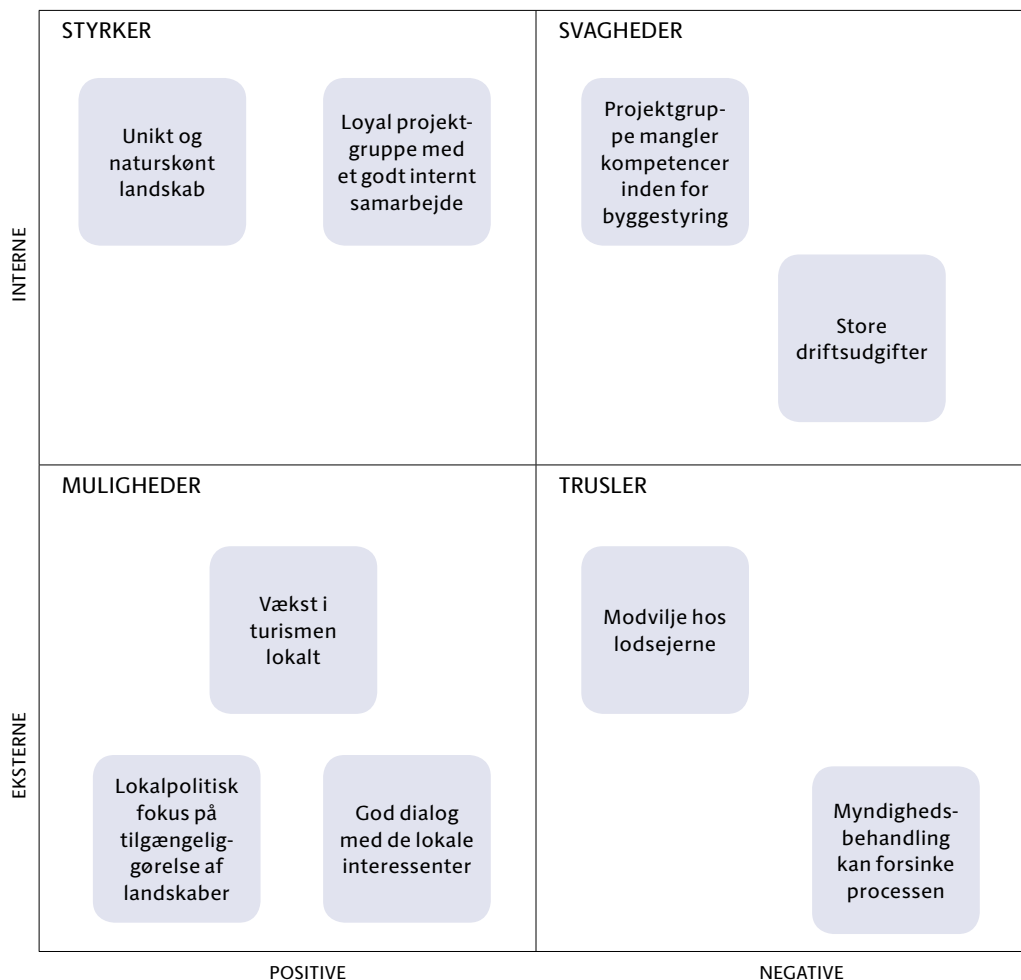 STYRKER
Unikt og
naturskønt
landskab
Loyal projekt-
gruppe med
et godt internt
samarbejde
SVAGHEDER
Projektgrup-
pe mangler
kompetencer
inden for
byggestyring
Store
driftsudgifter
INTERNE
MULIGHEDER
Vækst i
turismen
lokalt
Lokalpolitisk
fokus på
tilgængelig-
gørelse af
landskaber
God dialog
med de lokale
interessenter
TRUSLER
Modvilje hos
lodsejerne
Myndigheds-
behandling
kan forsinke
processen
EKSTERNE
POSITIVE
NEGATIVE